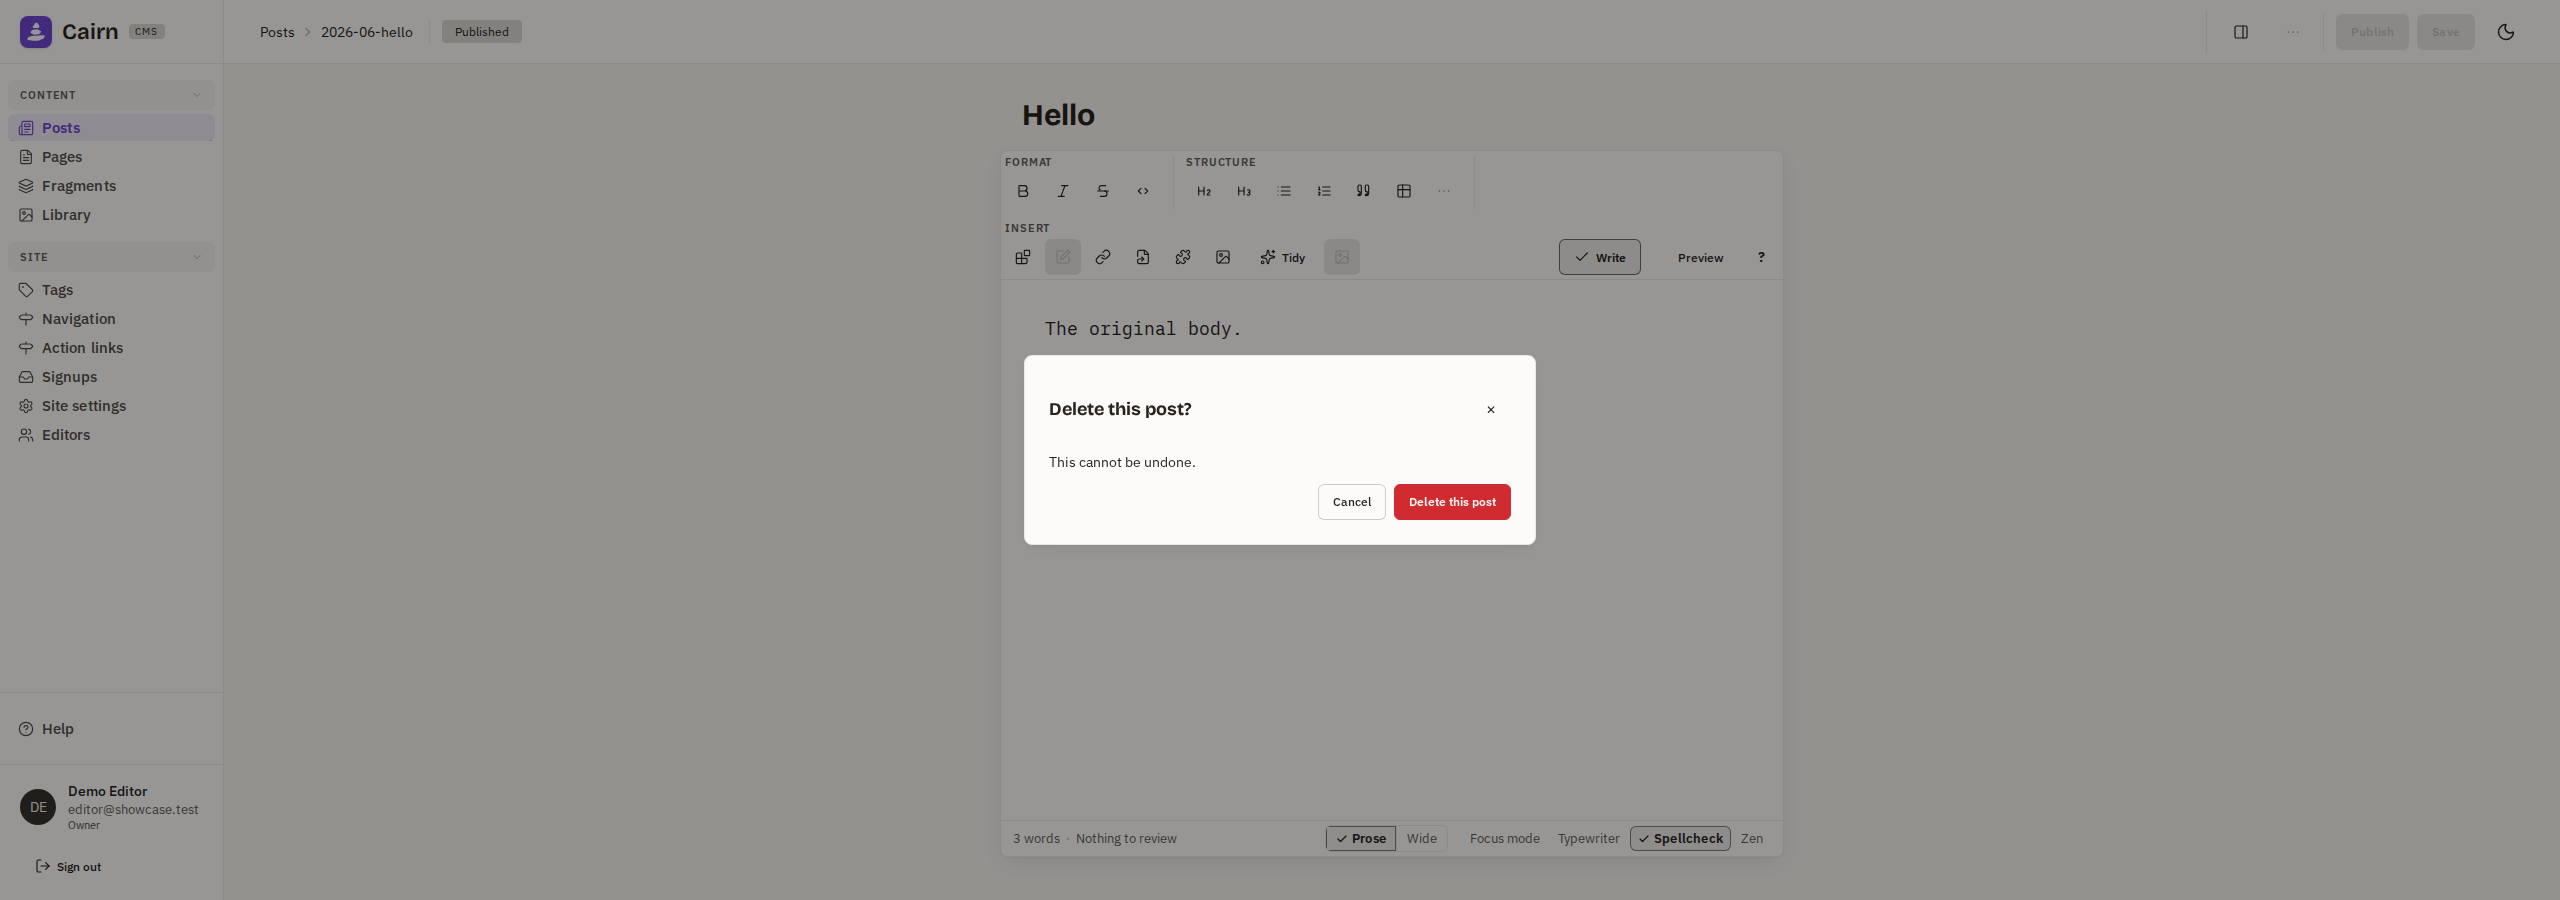 Cairn CMS
Posts 2026-06-hello Published
Publish Save
CONTENT
Posts
Pages
Fragments
Library
SITE
Tags
Navigation
Action links
Signups
Site settings
Editors
Help
DE
Demo Editor
editor@showcase.test
Owner
Sign out
Hello
FORMAT STRUCTURE
H2 H3
INSERT
Tidy Write Preview ?
The original body.
Delete this post?
This cannot be undone.
Cancel Delete this post
3 words · Nothing to review Prose Wide Focus mode Typewriter Spellcheck Zen